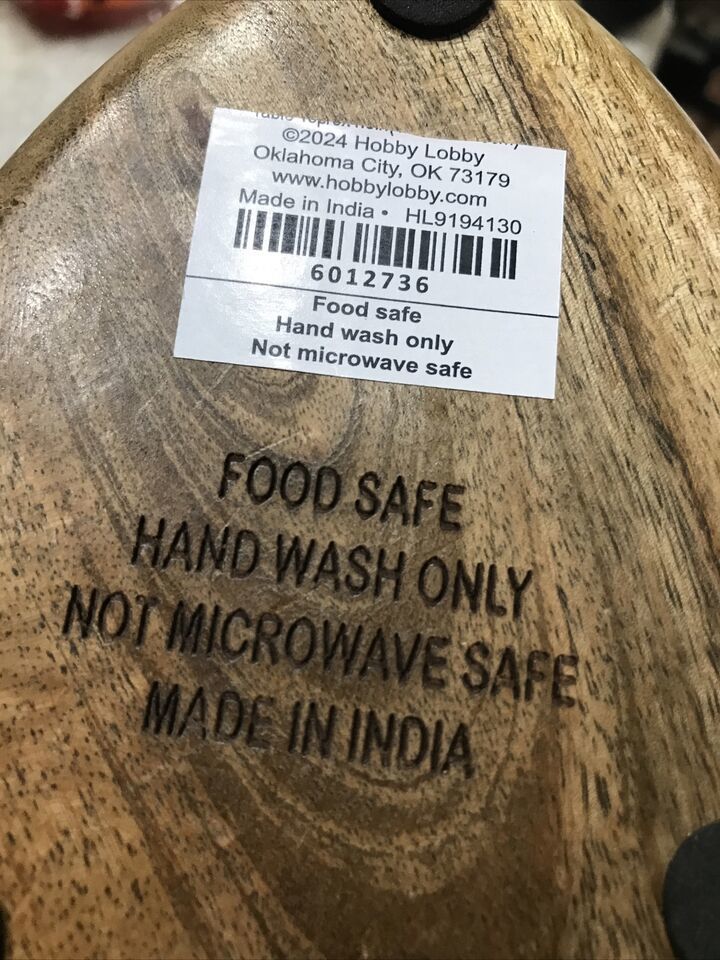 ©2024 Hobby Lobby
Oklahoma City, OK 73179
www.hobbylobby.com
Made in India • HL9194130
6012736
Food safe
Hand wash only
Not microwave safe
FOOD SAFE
HAND WASH ONLY
NOT MICROWAVE SAFE
MADE IN INDIA